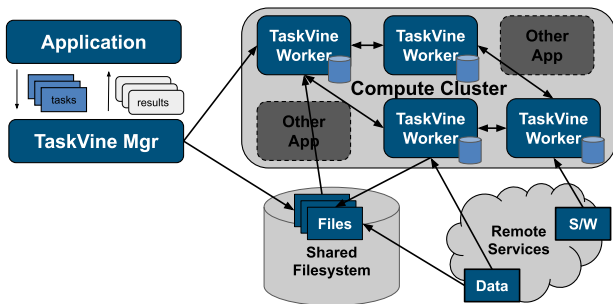 Application
tasks
results
TaskVine Mgr
TaskVine
Worker
TaskVine
Worker
Other
App
Compute Cluster
Other
App
TaskVine
Worker
TaskVine
Worker
Files
Shared
Filesystem
S/W
Remote
Services
Data